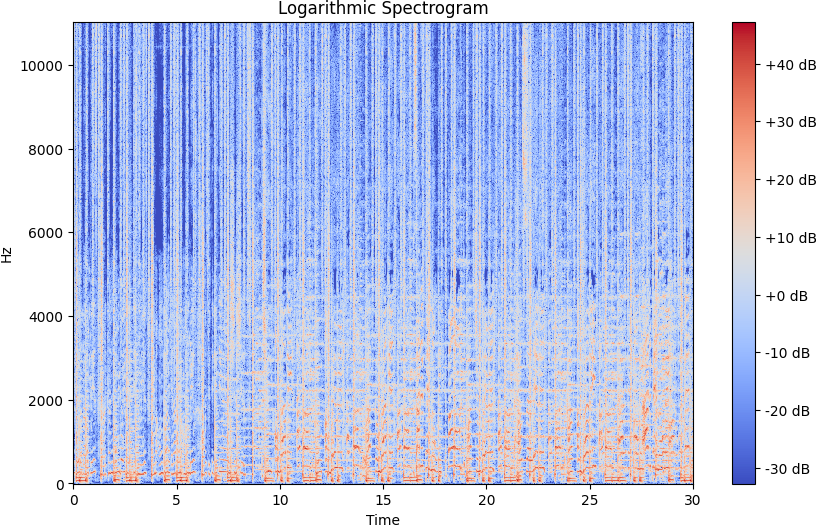 Logarithmic Spectrogram
10000
8000
6000
4000
2000
0
Hz
0 5 10 15 20 25 30
Time
+40 dB
+30 dB
+20 dB
+10 dB
+0 dB
-10 dB
-20 dB
-30 dB